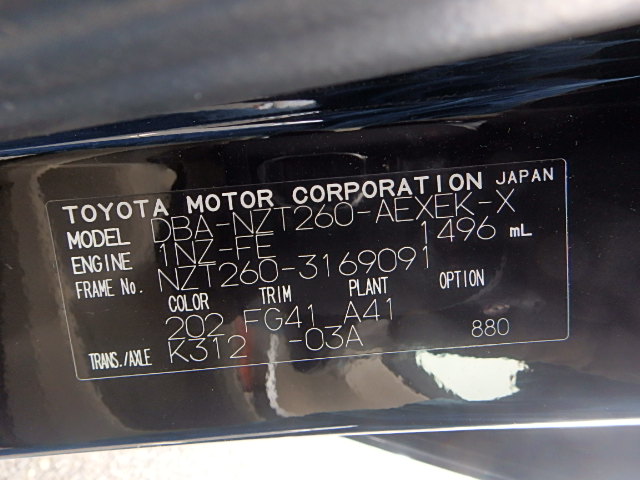 TOYOTA MOTOR CORPORATION JAPAN
MODEL DBA-NZT260-AEXEK-X
ENGINE 1NZ-FE 1496 mL
FRAME No. NZT260-3169091
COLOR TRIM PLANT OPTION
202 FG41 A41
TRANS./AXLE K312 -03A 880